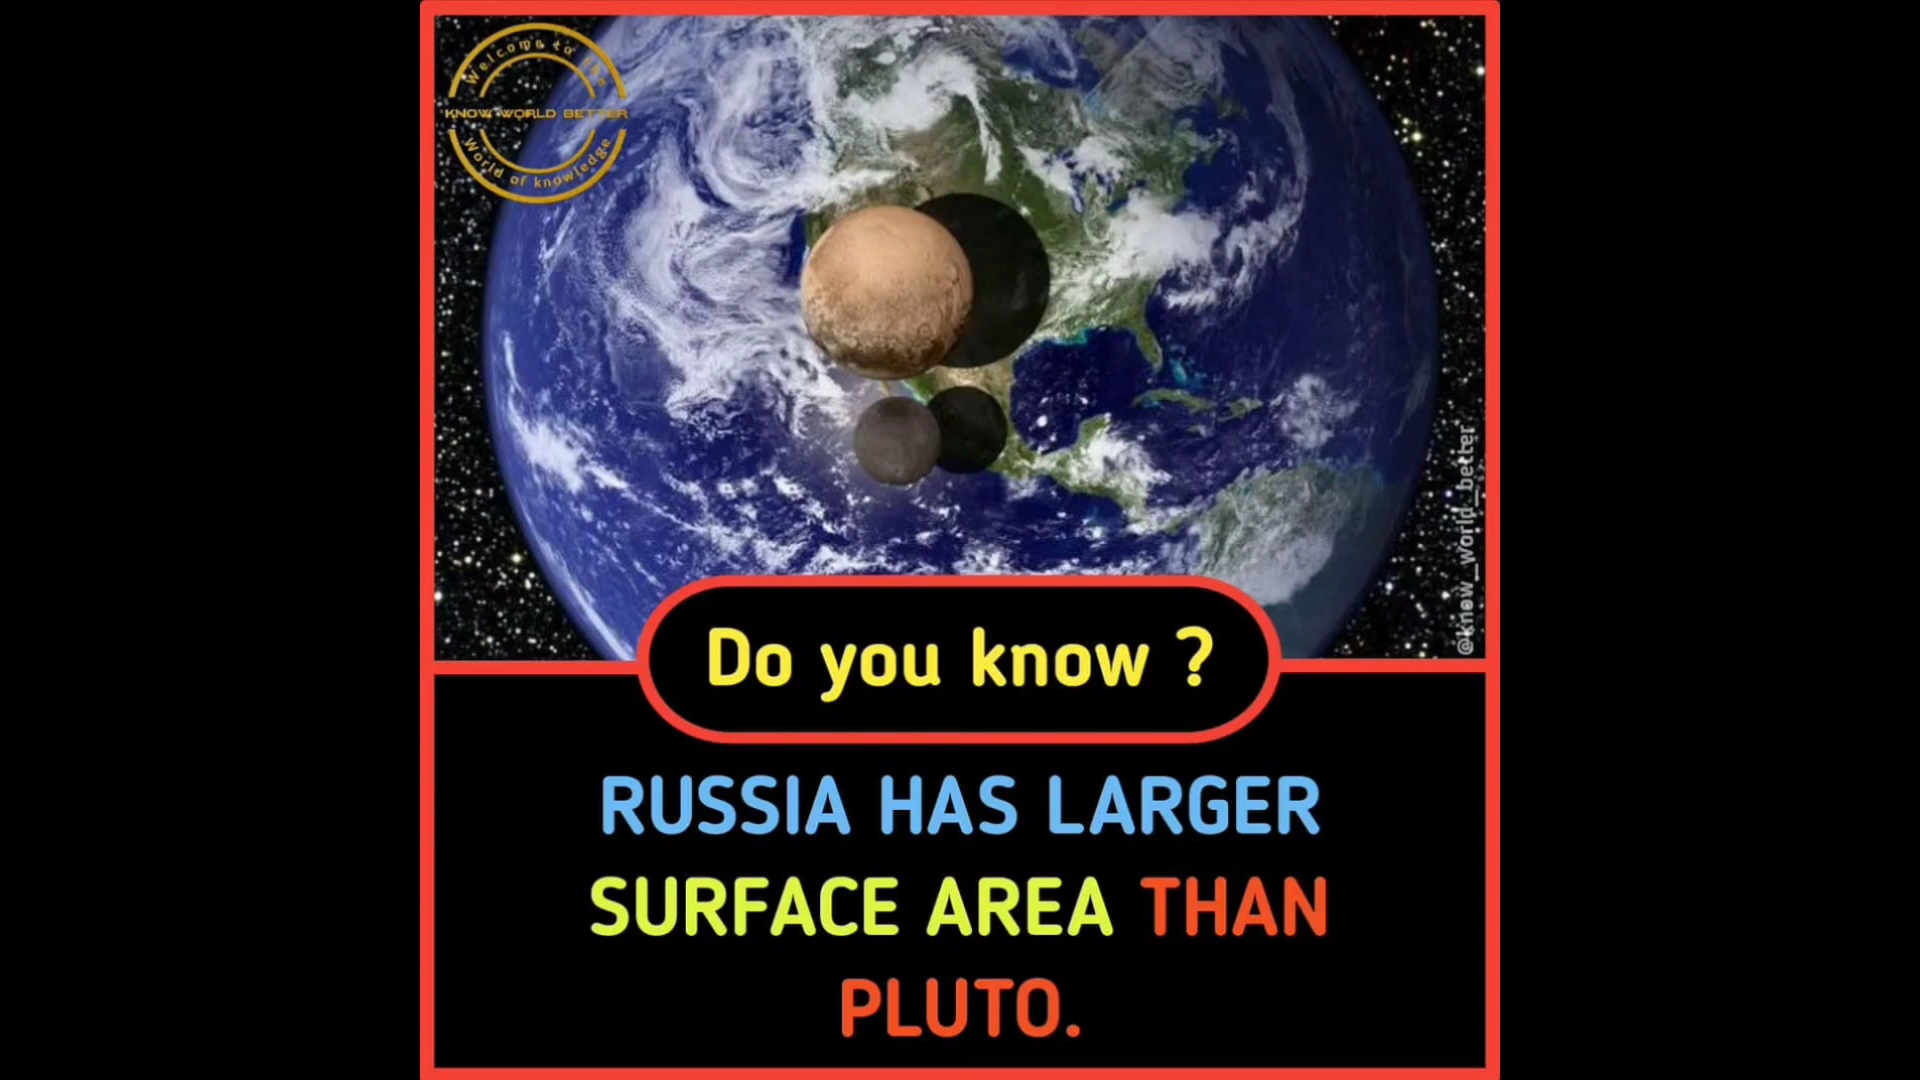 Welcome to the
KNOW WORLD BETTER
World of knowledge
@know_world_better
Do you know ?
RUSSIA HAS LARGER
SURFACE AREA THAN
PLUTO.